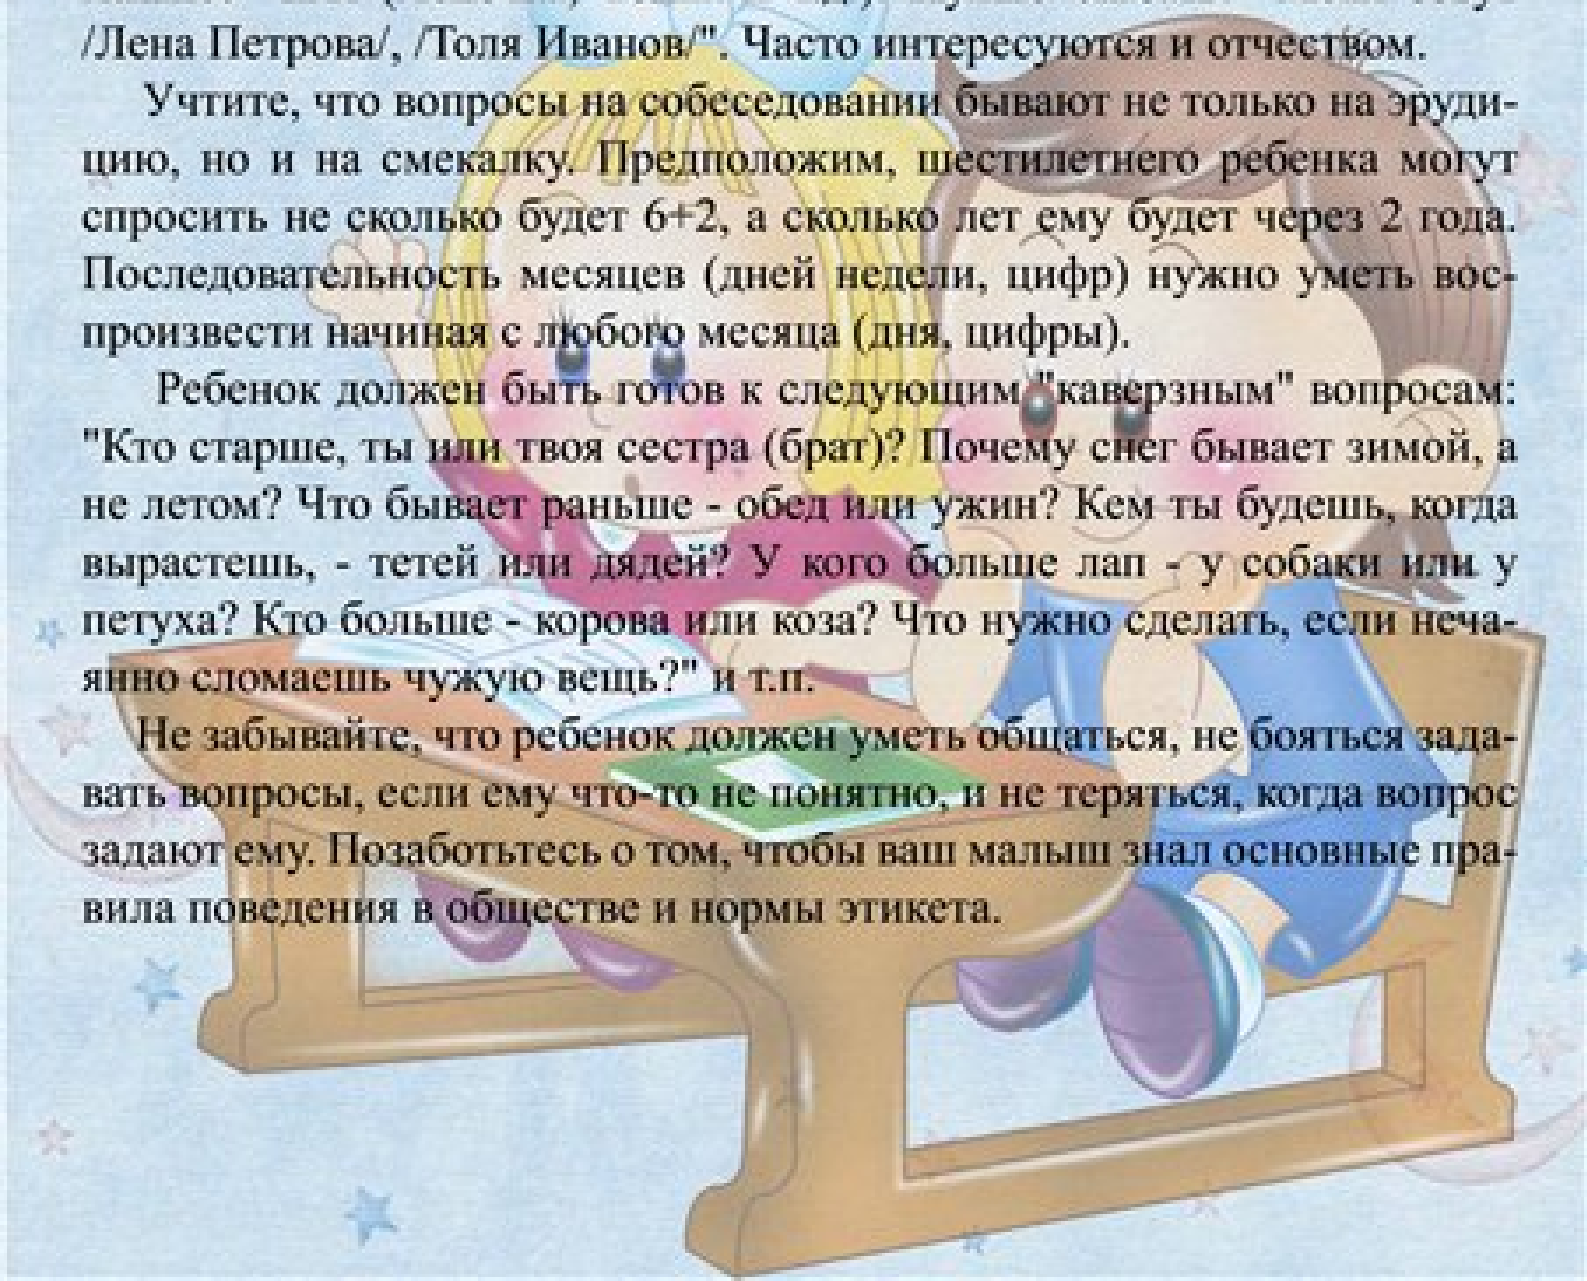 /Лена Петрова/, /Толя Иванов/". Часто интересуются и отчеством.
Учтите, что вопросы на собеседовании бывают не только на эруди-
цию, но и на смекалку. Предположим, шестилетнего ребенка могут
спросить не сколько будет 6+2, а сколько лет ему будет через 2 года.
Последовательность месяцев (дней недели, цифр) нужно уметь вос-
произвести начиная с любого месяца (дня, цифры).
Ребенок должен быть готов к следующим "каверзным" вопросам:
"Кто старше, ты или твоя сестра (брат)? Почему снег бывает зимой, а
не летом? Что бывает раньше - обед или ужин? Кем ты будешь, когда
вырастешь, - тетей или дядей? У кого больше лап - у собаки или у
петуха? Кто больше - корова или коза? Что нужно сделать, если неча-
янно сломаешь чужую вещь?" и т.п.
Не забывайте, что ребенок должен уметь общаться, не бояться зада-
вать вопросы, если ему что-то не понятно, и не теряться, когда вопрос
задают ему. Позаботьтесь о том, чтобы ваш малыш знал основные пра-
вила поведения в обществе и нормы этикета.